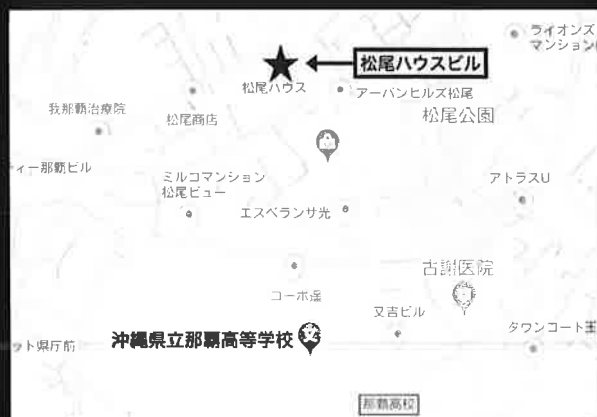 ライオンズ
マンション
松尾ハウスビル
松尾ハウス
アーバンヒルズ松尾
我那覇治療院
松尾商店
松尾公園
ィー那覇ビル
ミルコマンション
松尾ビュー
アトラスU
エスペランサ光
古謝医院
コーポ
又吉ビル
沖縄県立那覇高等学校
ット県庁前
タウンコート
那覇高校